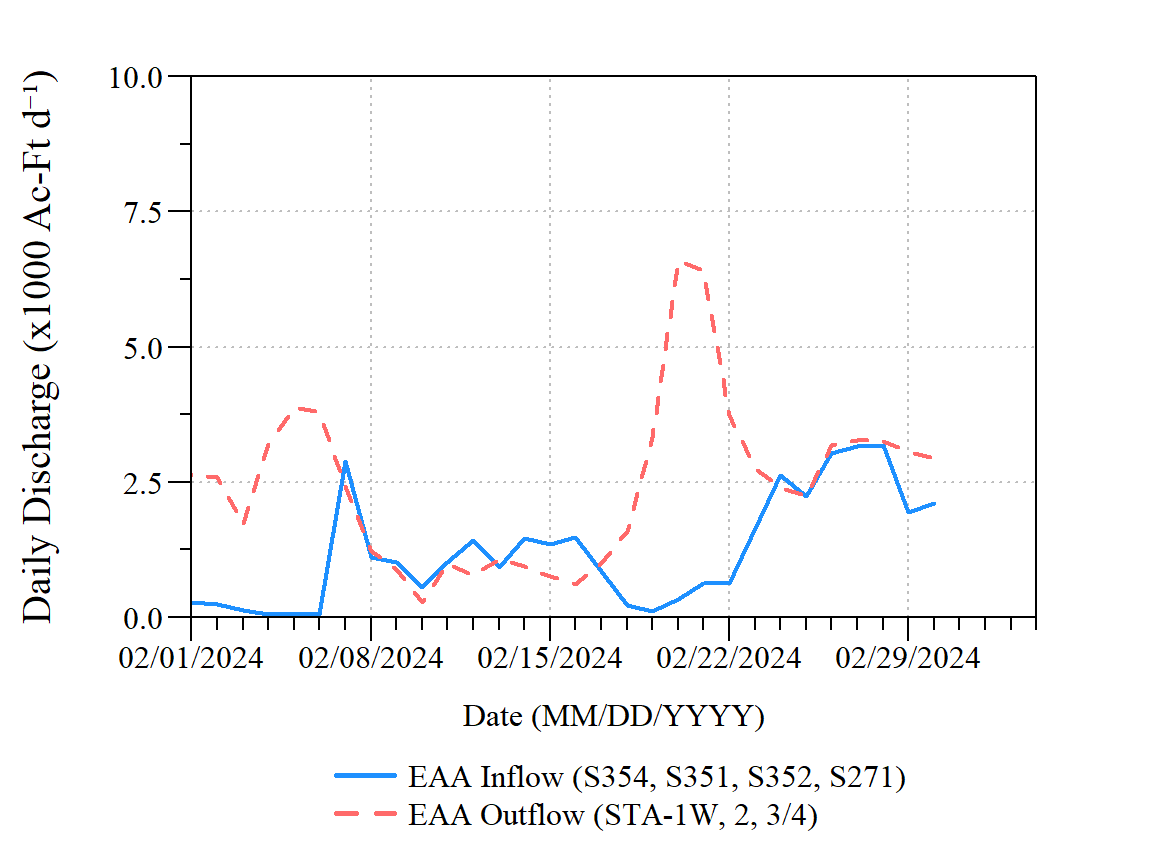 Daily Discharge (x1000 Ac-Ft d⁻¹)
10.0
7.5
5.0
2.5
0.0
02/01/2024 02/08/2024 02/15/2024 02/22/2024 02/29/2024
Date (MM/DD/YYYY)
EAA Inflow (S354, S351, S352, S271)
EAA Outflow (STA-1W, 2, 3/4)